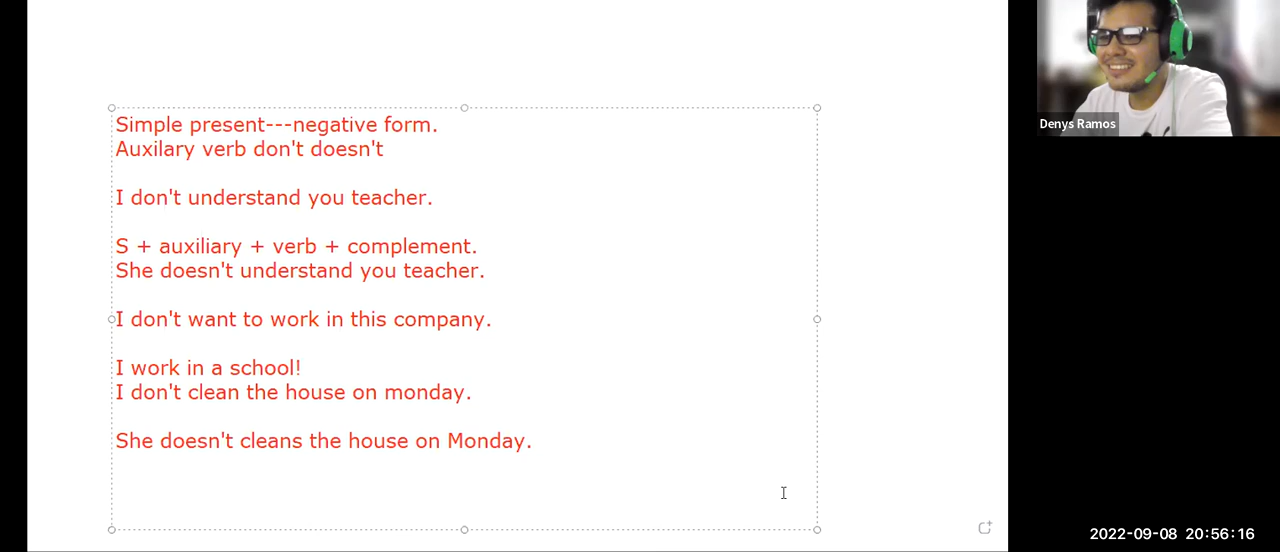 Simple present---negative form.
Auxilary verb don't doesn't
I don't understand you teacher.
S + auxiliary + verb + complement.
She doesn't understand you teacher.
I don't want to work in this company.
I work in a school!
I don't clean the house on monday.
She doesn't cleans the house on Monday.
Denys Ramos
2022-09-08 20:56:16